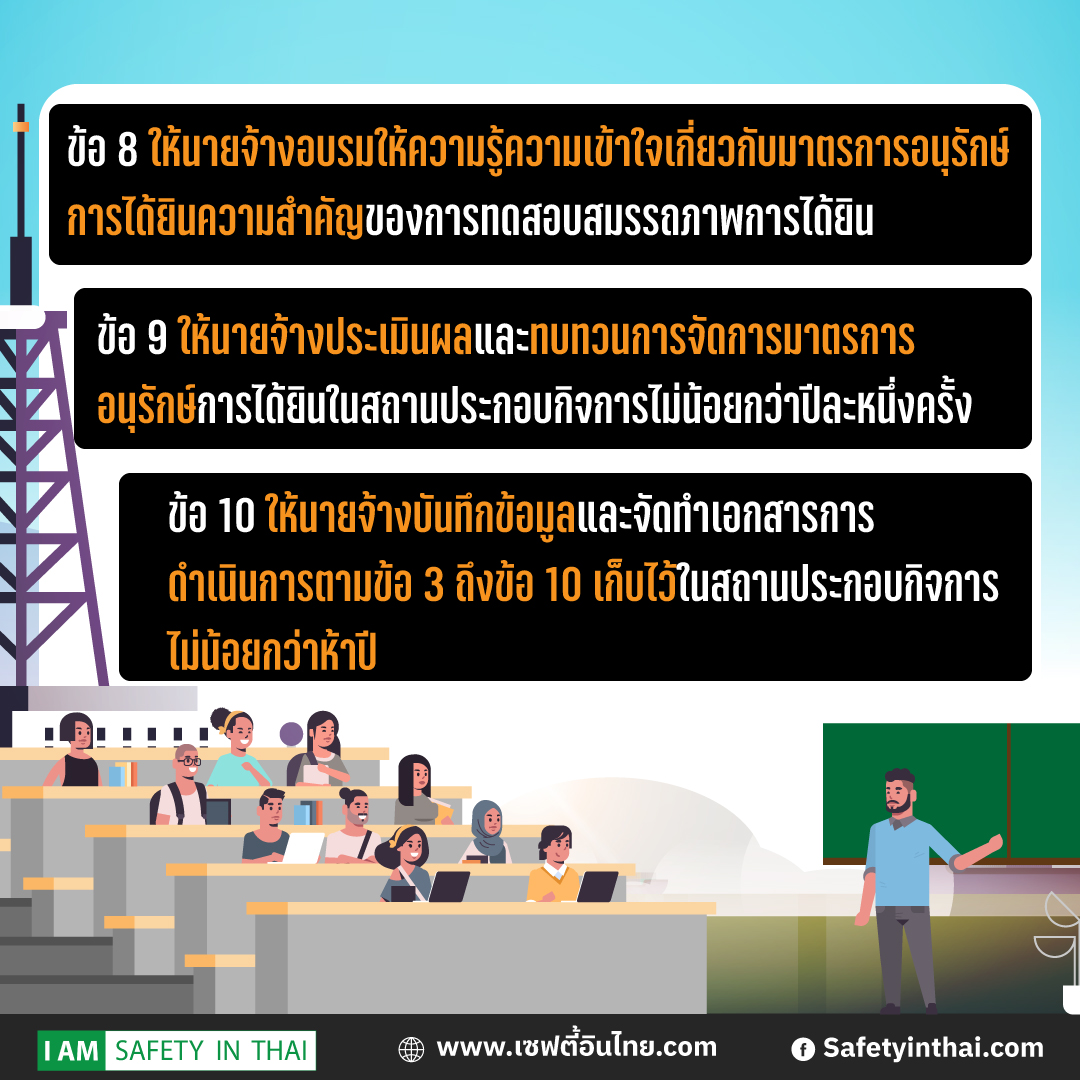 ข้อ 8 ให้นายจ้างอบรมให้ความรู้ความเข้าใจเกี่ยวกับมาตรการอนุรักษ์
การได้ยินความสำคัญของการทดสอบสมรรถภาพการได้ยิน
ข้อ 9 ให้นายจ้างประเมินผลและทบทวนการจัดการมาตรการ
อนุรักษ์การได้ยินในสถานประกอบกิจการไม่น้อยกว่าปีละหนึ่งครั้ง
ข้อ 10 ให้นายจ้างบันทึกข้อมูลและจัดทำเอกสารการ
ดำเนินการตามข้อ 3 ถึงข้อ 10 เก็บไว้ในสถานประกอบกิจการ
ไม่น้อยกว่าห้าปี
I AM SAFETY IN THAI
www.เซฟตี้อินไทย.com
Safetyinthai.com